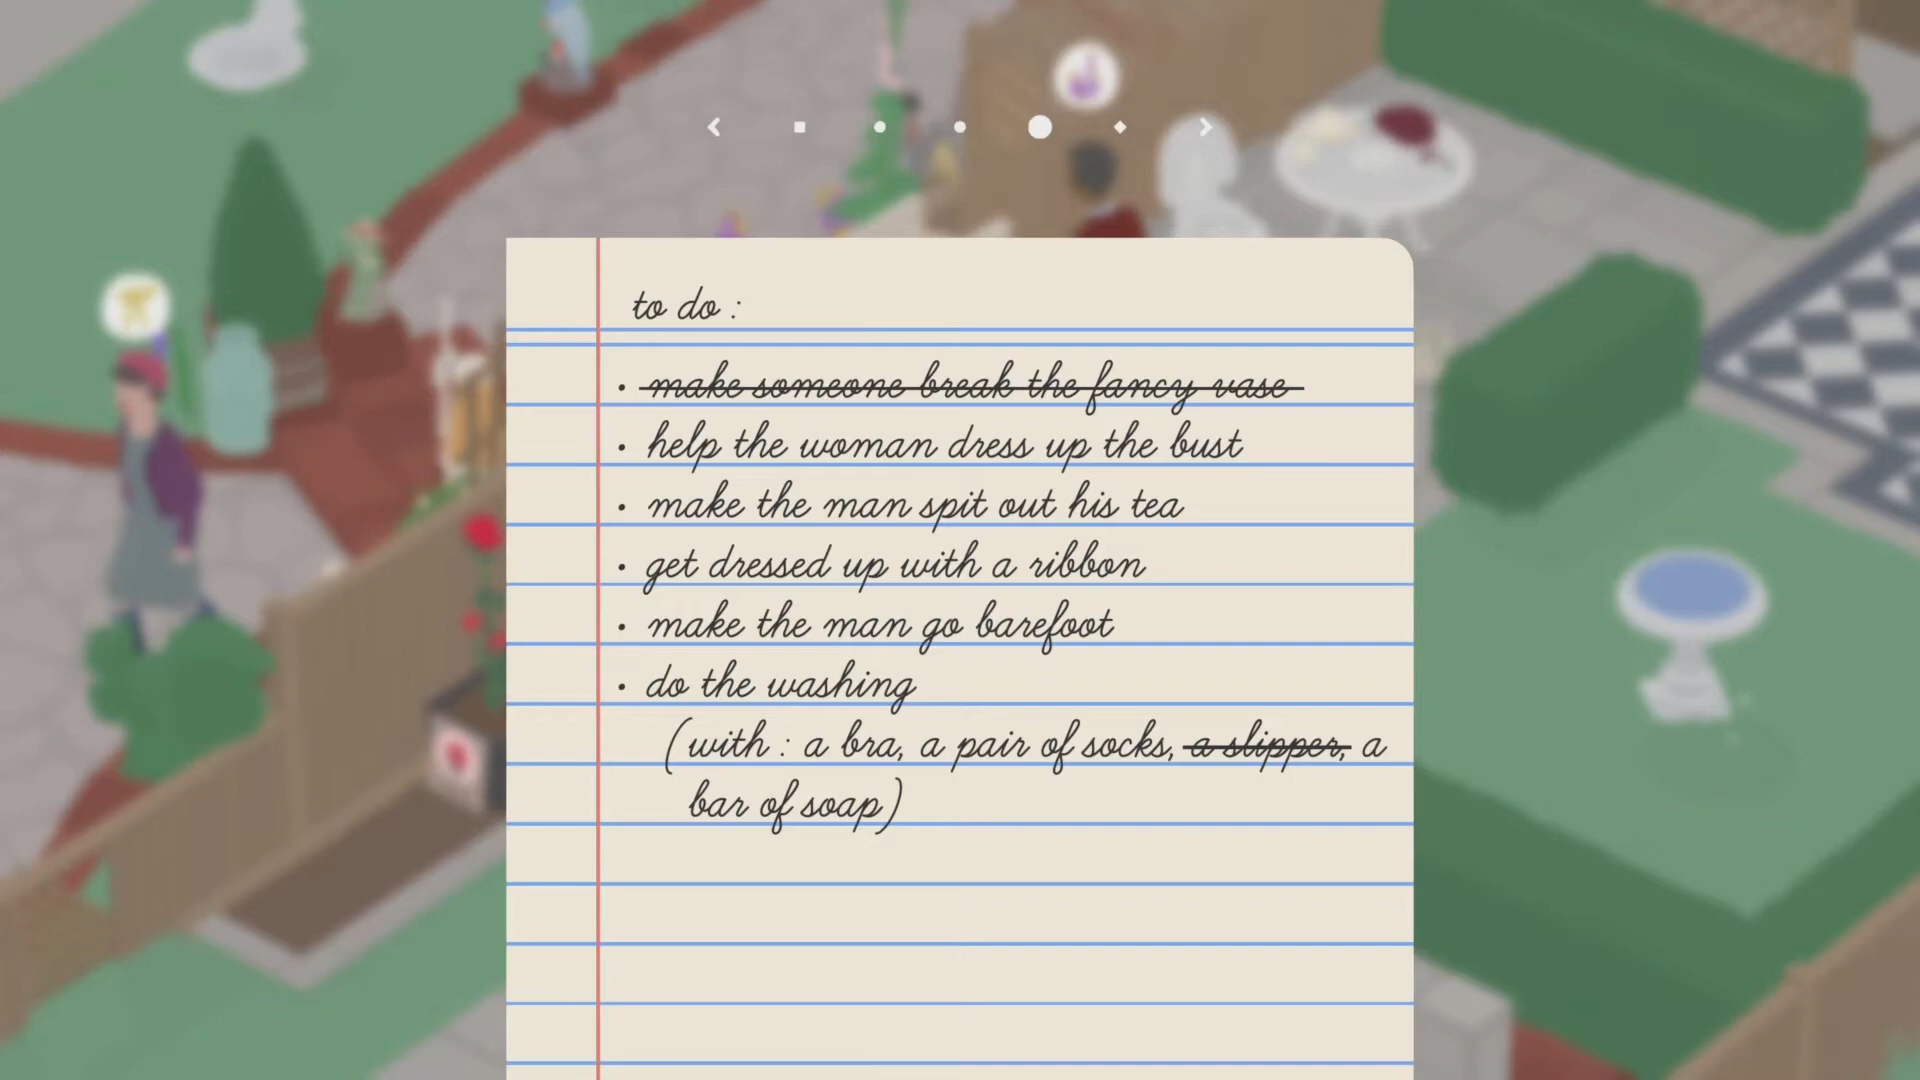 to do :
• make someone break the fancy vase
• help the woman dress up the bust
• make the man spit out his tea
• get dressed up with a ribbon
• make the man go barefoot
• do the washing
(with : a bra, a pair of socks, a slipper, a
bar of soap)